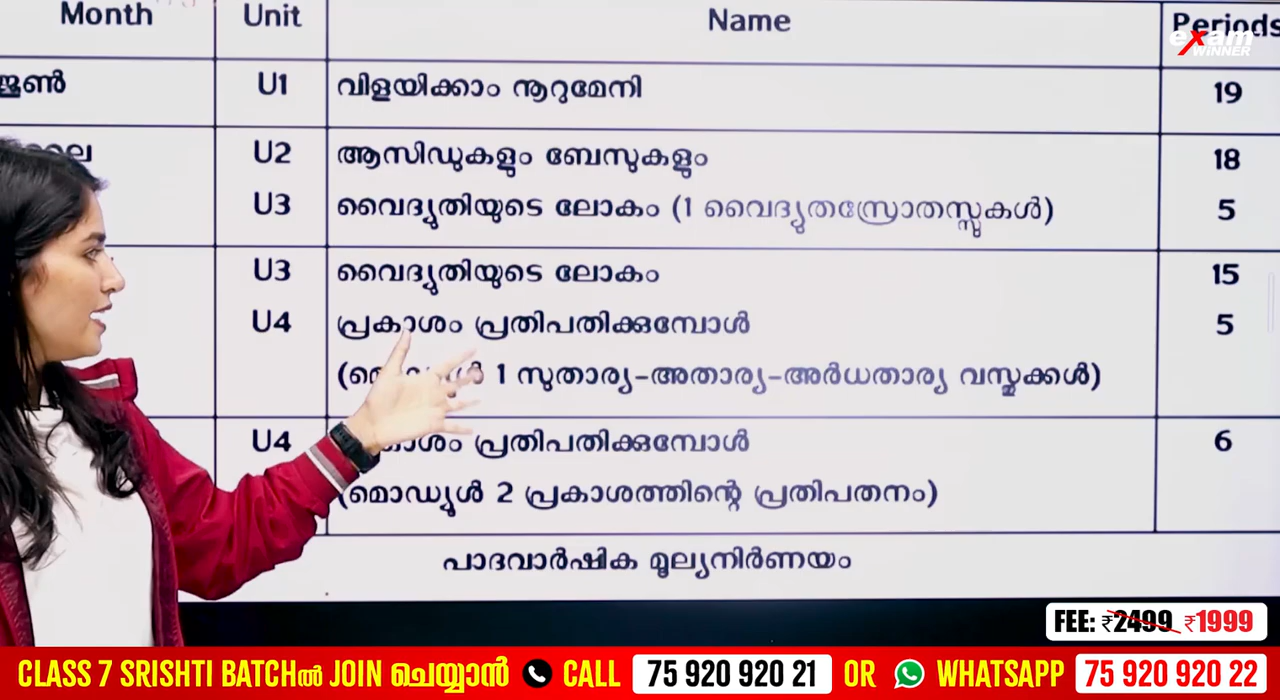 Month Unit Name Periods
exam WINNER
ജൂൺ U1 വിളയിക്കാം നൂറുമേനി 19
U2 ആസിഡുകളും ബേസുകളും 18
U3 വൈദ്യുതിയുടെ ലോകം (1 വൈദ്യുതസ്രോതസ്സുകൾ) 5
U3 വൈദ്യുതിയുടെ ലോകം 15
U4 പ്രകാശം പ്രതിപതിക്കുമ്പോൾ 5
1 സുതാര്യ-അതാര്യ-അർധതാര്യ വസ്തുക്കൾ)
U4 പ്രതിപതിക്കുമ്പോൾ 6
(മൊഡ്യൂൾ 2 പ്രകാശത്തിന്റെ പ്രതിപതനം)
പാദവാർഷിക മൂല്യനിർണയം
FEE: ₹2499 ₹1999
CLASS 7 SRISHTI BATCHൽ JOIN ചെയ്യാൻ CALL 75 920 920 21 OR WHATSAPP 75 920 920 22